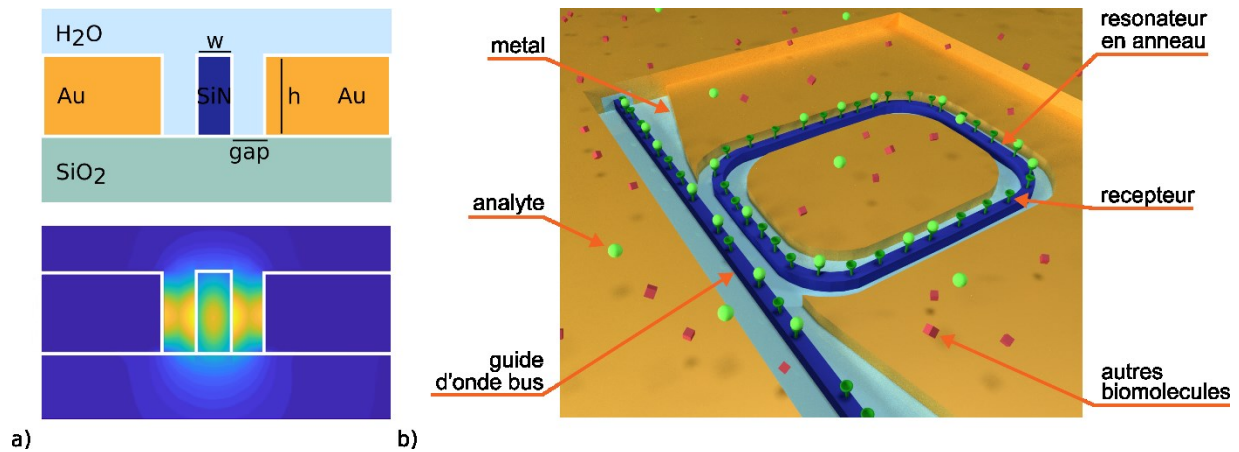 H2O
w
Au
SiN
h
Au
gap
SiO2
a)
metal
analyte
guide
d'onde bus
b)
resonateur
en anneau
recepteur
autres
biomolecules